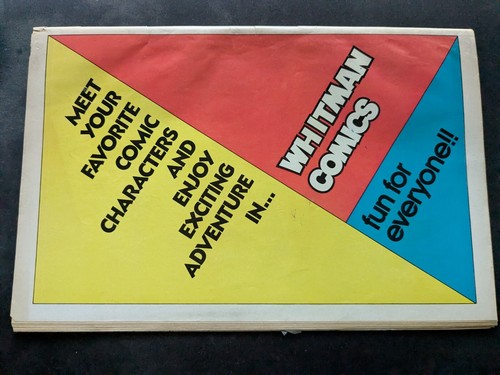 MEET
YOUR
FAVORITE
COMIC
CHARACTERS
AND
ENJOY
EXCITING
ADVENTURE
IN...
WHITMAN
COMICS
fun for
everyone!!